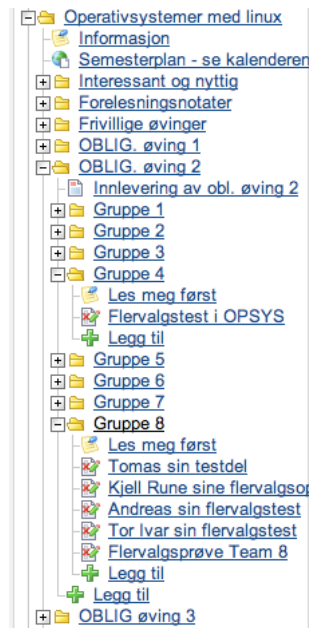 Operativsystemer med linux
Informasjon
Semesterplan - se kalenderen
Interessant og nyttig
Forelesningsnotater
Frivillige øvinger
OBLIG. øving 1
OBLIG. øving 2
Innlevering av obl. øving 2
Gruppe 1
Gruppe 2
Gruppe 3
Gruppe 4
Les meg først
Flervalgstest i OPSYS
Legg til
Gruppe 5
Gruppe 6
Gruppe 7
Gruppe 8
Les meg først
Tomas sin testdel
Kjell Rune sine flervalgsop
Andreas sin flervalgstest
Tor Ivar sin flervalgstest
Flervalgsprøve Team 8
Legg til
Legg til
OBLIG øving 3